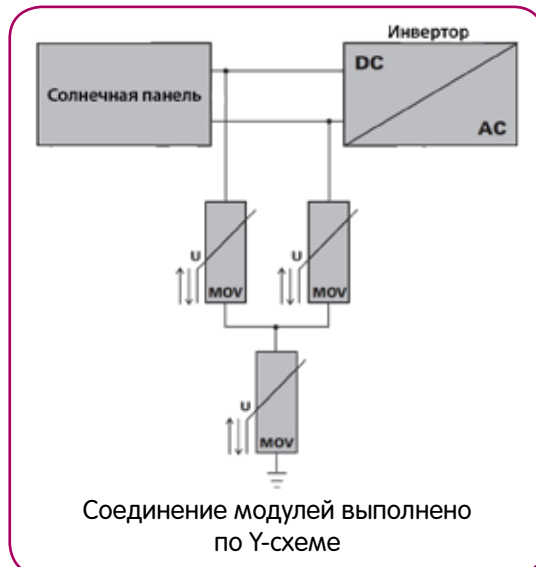 Инвертор
Солнечная панель
DC
AC
U
MOV
U
MOV
U
MOV
Соединение модулей выполнено
по Y-схеме